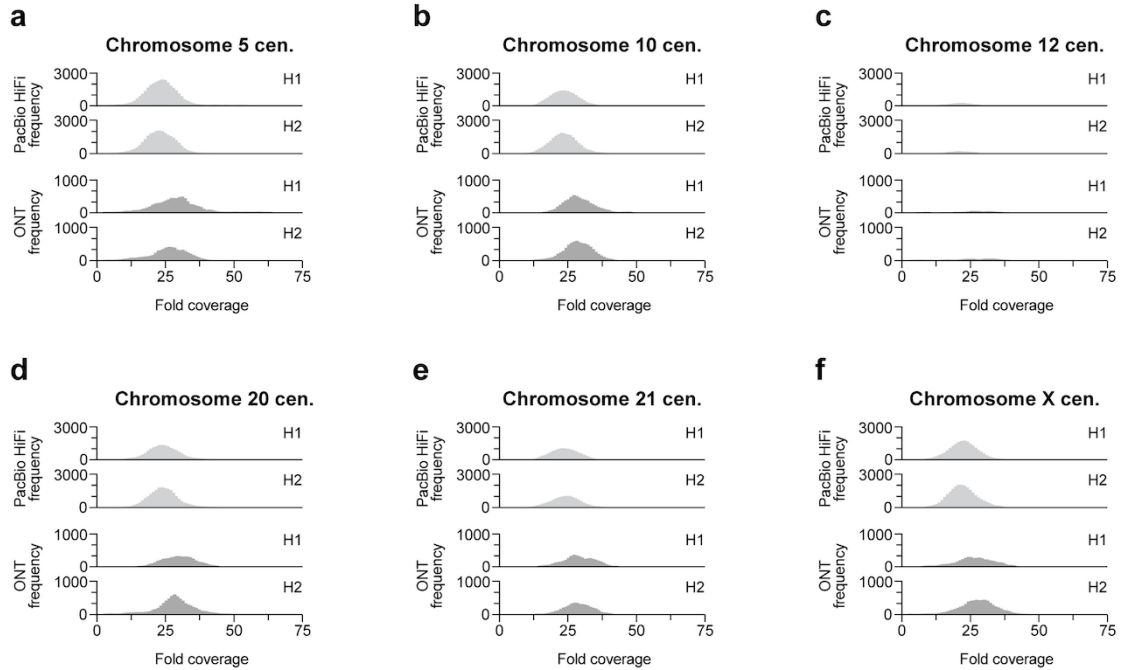 a
Chromosome 5 cen.
PacBio HiFi
frequency
3000
0
H1
3000
0
H2
ONT
frequency
1000
0
H1
1000
0
H2
0 25 50 75
Fold coverage
b
Chromosome 10 cen.
PacBio HiFi
frequency
3000
0
H1
3000
0
H2
ONT
frequency
1000
0
H1
1000
0
H2
0 25 50 75
Fold coverage
c
Chromosome 12 cen.
PacBio HiFi
frequency
3000
0
H1
3000
0
H2
ONT
frequency
1000
0
H1
1000
0
H2
0 25 50 75
Fold coverage
d
Chromosome 20 cen.
PacBio HiFi
frequency
3000
0
H1
3000
0
H2
ONT
frequency
1000
0
H1
1000
0
H2
0 25 50 75
Fold coverage
e
Chromosome 21 cen.
PacBio HiFi
frequency
3000
0
H1
3000
0
H2
ONT
frequency
1000
0
H1
1000
0
H2
0 25 50 75
Fold coverage
f
Chromosome X cen.
PacBio HiFi
frequency
3000
0
H1
3000
0
H2
ONT
frequency
1000
0
H1
1000
0
H2
0 25 50 75
Fold coverage